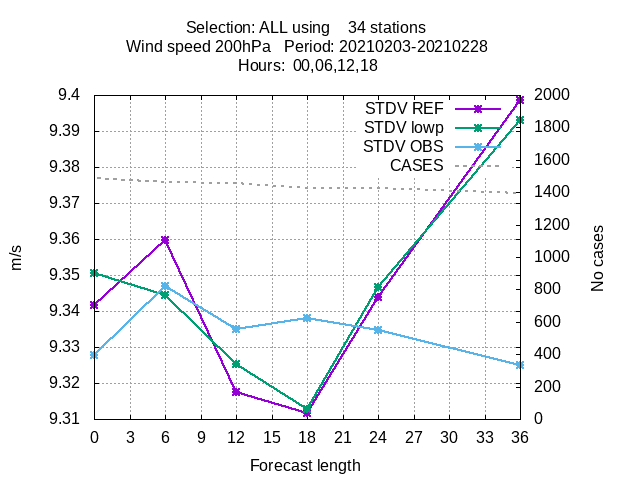 Selection: ALL using    34 stations
Wind speed 200hPa   Period: 20210203-20210228
Hours:  00,06,12,18
STDV REF
STDV lowp
STDV OBS
CASES
9.4
9.39
9.38
9.37
9.36
9.35
9.34
9.33
9.32
9.31
m/s
2000
1800
1600
1400
1200
1000
800
600
400
200
0
No cases
0 3 6 9 12 15 18 21 24 27 30 33 36
Forecast length